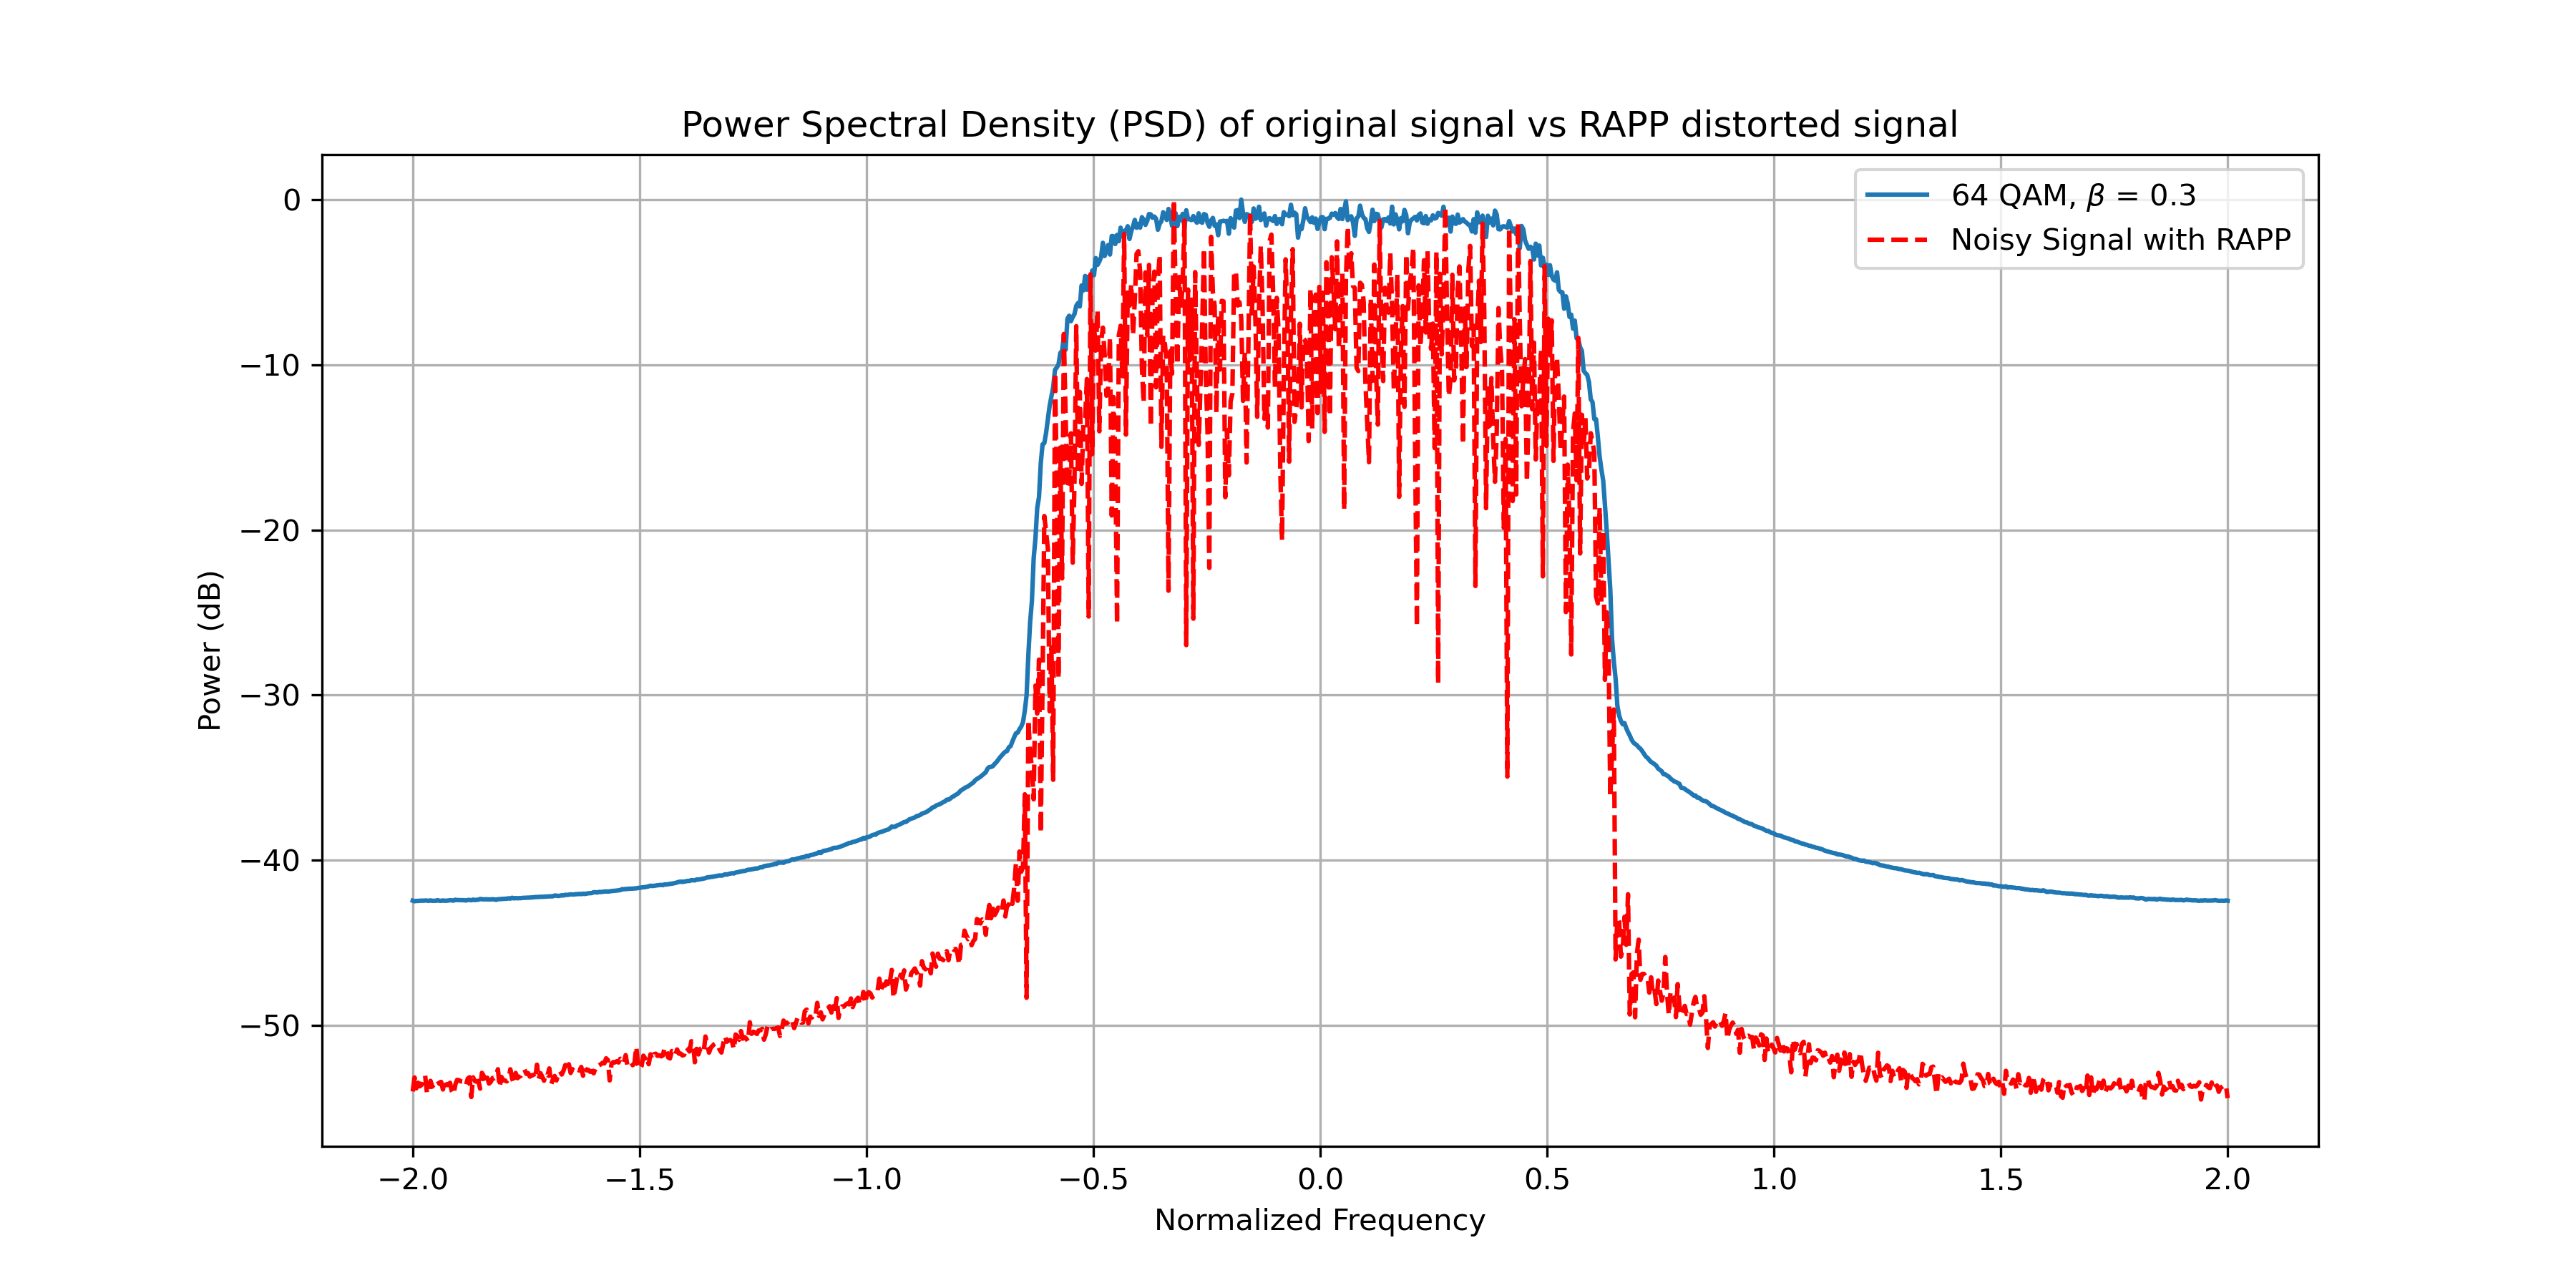 Power Spectral Density (PSD) of original signal vs RAPP distorted signal
64 QAM, β = 0.3
Noisy Signal with RAPP
Power (dB)
0
−10
−20
−30
−40
−50
−2.0 −1.5 −1.0 −0.5 0.0 0.5 1.0 1.5 2.0
Normalized Frequency